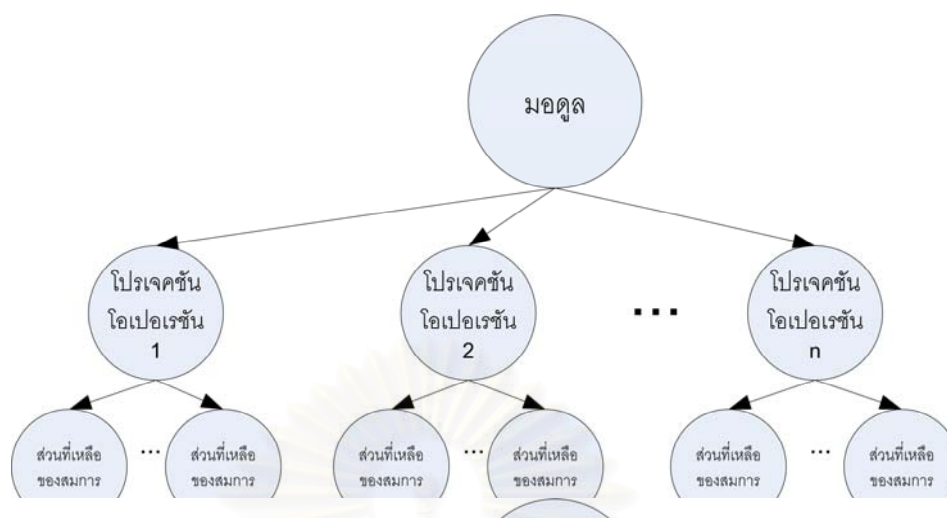 มอดูล
โปรเจคชัน
โอเปอเรชัน
1
โปรเจคชัน
โอเปอเรชัน
2
...
โปรเจคชัน
โอเปอเรชัน
n
ส่วนที่เหลือ
ของสมการ
...
ส่วนที่เหลือ
ของสมการ
ส่วนที่เหลือ
ของสมการ
...
ส่วนที่เหลือ
ของสมการ
ส่วนที่เหลือ
ของสมการ
...
ส่วนที่เหลือ
ของสมการ